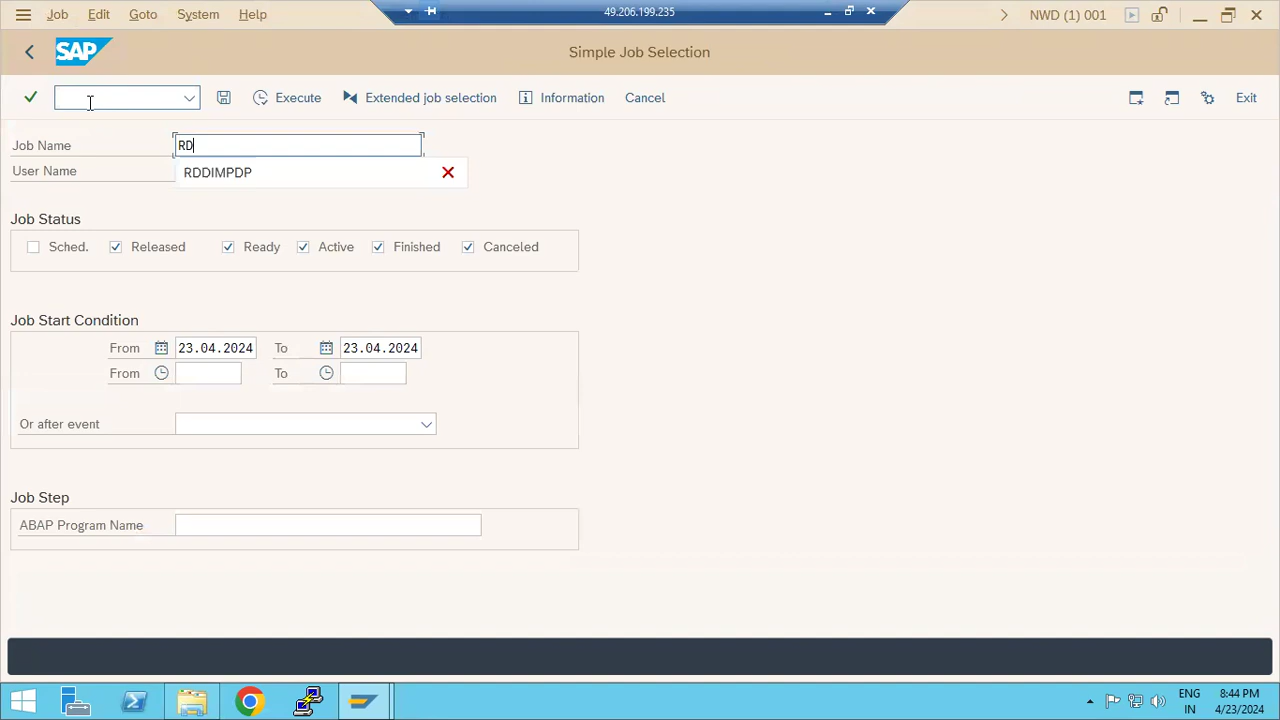 Job Edit Goto System Help 49.206.199.235 NWD (1) 001
SAP Simple Job Selection
Execute Extended job selection Information Cancel Exit
Job Name RD
User Name RDDIMPDP
Job Status
Sched. Released Ready Active Finished Canceled
Job Start Condition
From 23.04.2024 To 23.04.2024
From To
Or after event
Job Step
ABAP Program Name
ENG 8:44 PM
IN 4/23/2024